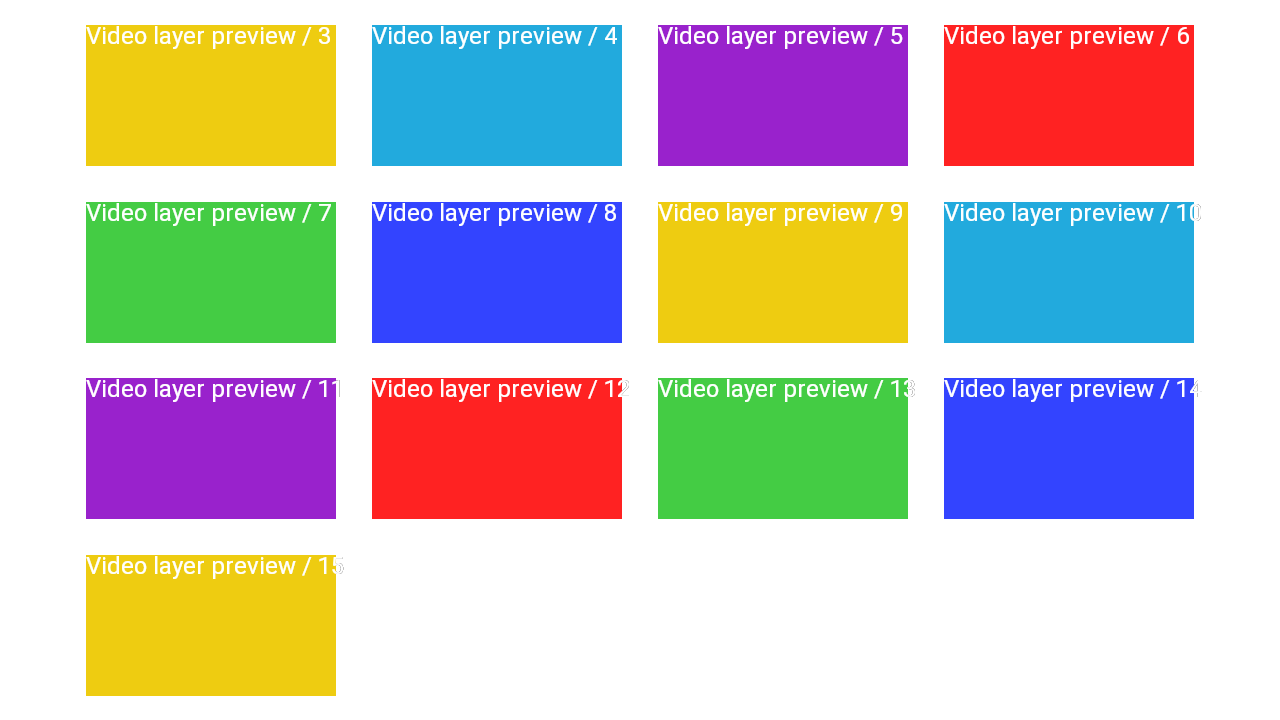 Video layer preview / 3
Video layer preview / 4
Video layer preview / 5
Video layer preview / 6
Video layer preview / 7
Video layer preview / 8
Video layer preview / 9
Video layer preview / 10
Video layer preview / 11
Video layer preview / 12
Video layer preview / 13
Video layer preview / 14
Video layer preview / 15